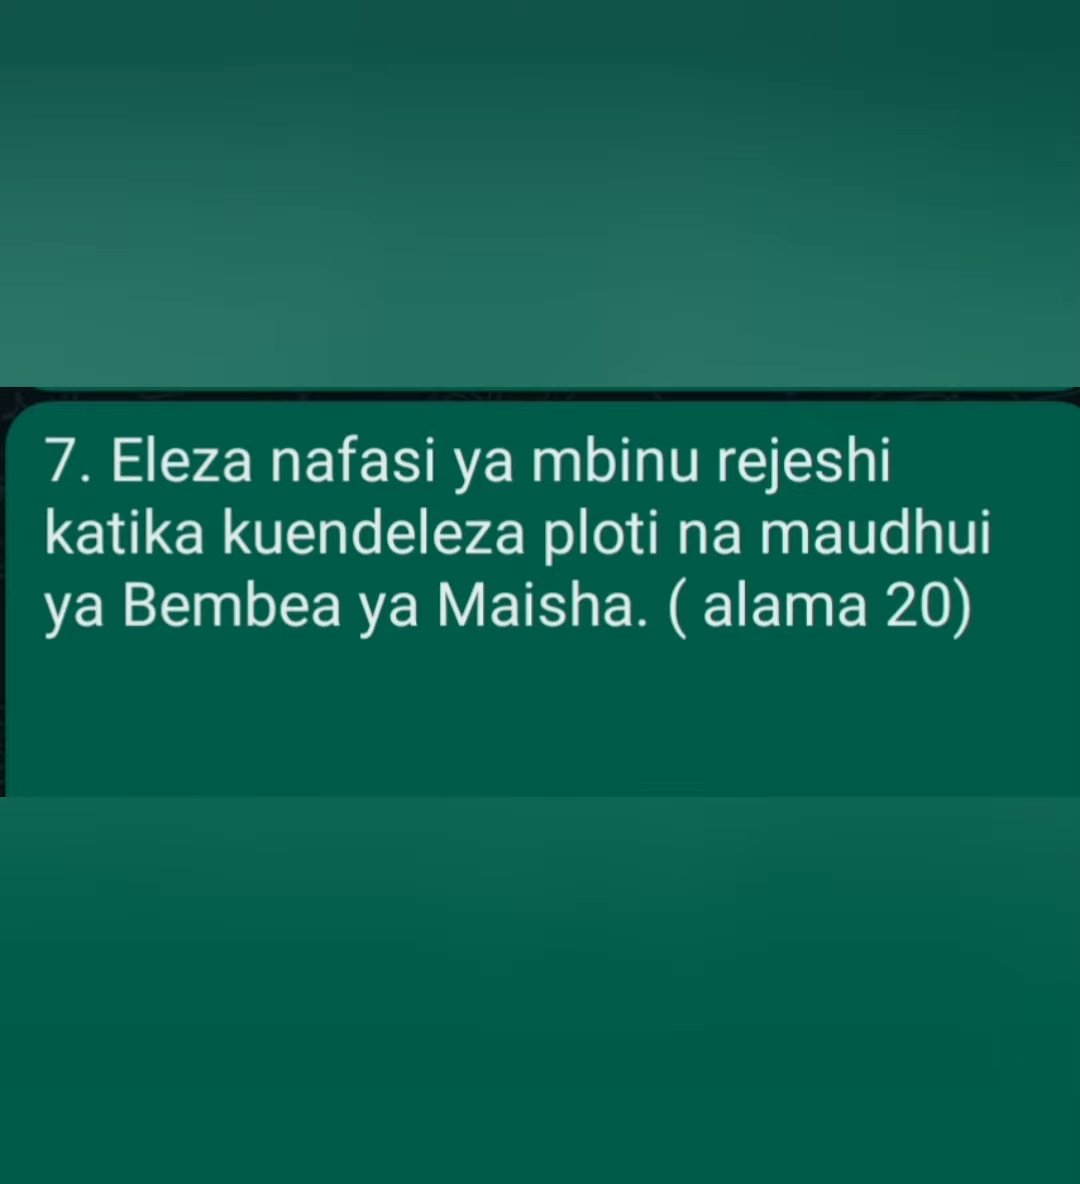 7. Eleza nafasi ya mbinu rejeshi
katika kuendeleza ploti na maudhui
ya Bembea ya Maisha. ( alama 20)